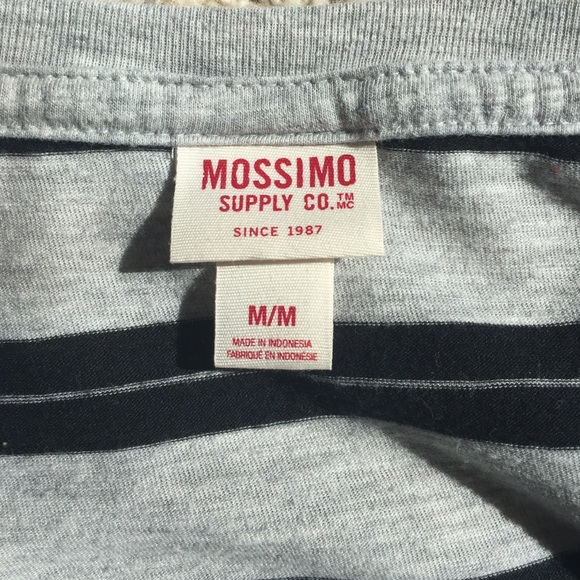 MOSSIMO
SUPPLY CO.™ MC
SINCE 1987
M/M
MADE IN INDONESIA
FABRIQUÉ EN INDONÉSIE